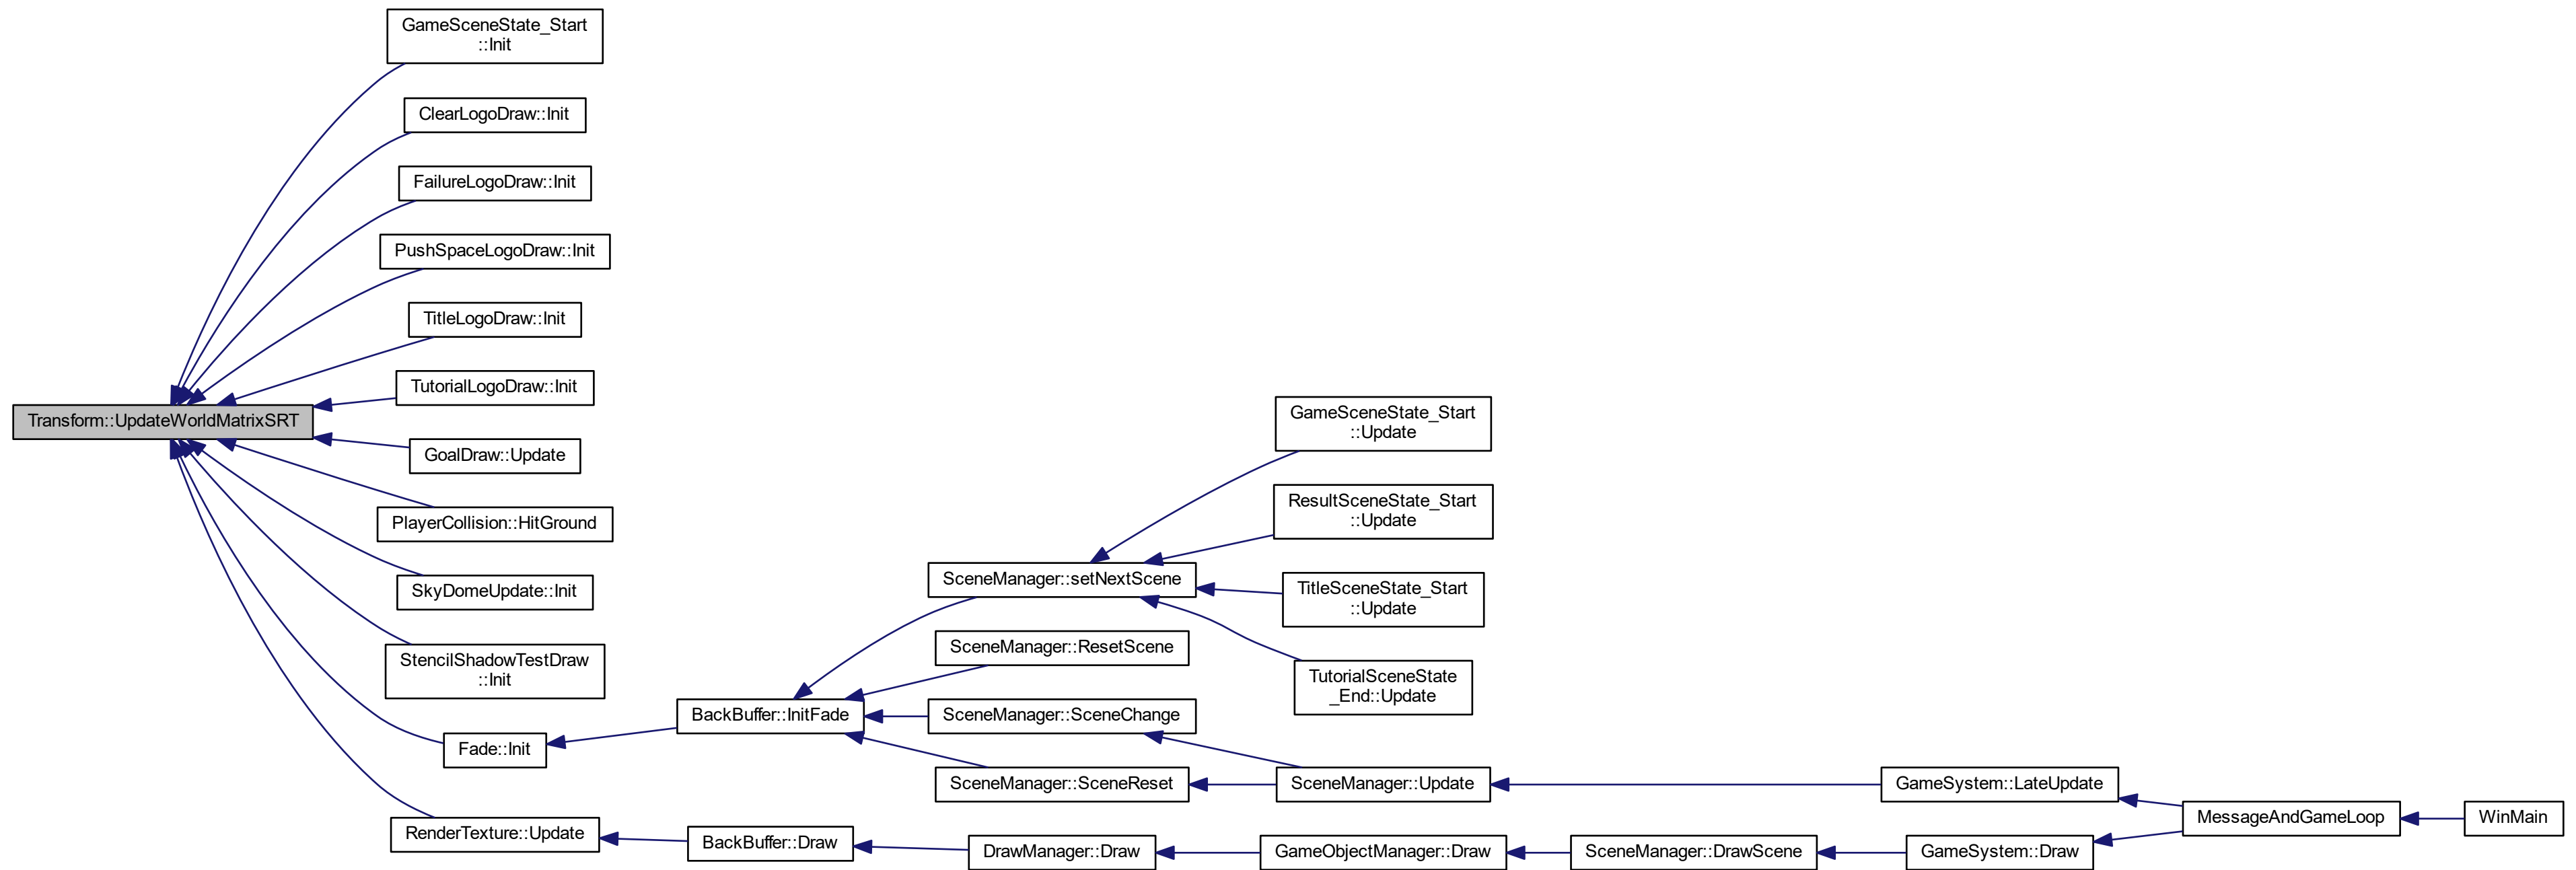 GameSceneState_Start
::Init
ClearLogoDraw::Init
FailureLogoDraw::Init
PushSpaceLogoDraw::Init
TitleLogoDraw::Init
TutorialLogoDraw::Init
Transform::UpdateWorldMatrixSRT
GoalDraw::Update
PlayerCollision::HitGround
SkyDomeUpdate::Init
StencilShadowTestDraw
::Init
Fade::Init
RenderTexture::Update
BackBuffer::InitFade
BackBuffer::Draw
SceneManager::setNextScene
SceneManager::ResetScene
SceneManager::SceneChange
SceneManager::SceneReset
DrawManager::Draw
GameSceneState_Start
::Update
ResultSceneState_Start
::Update
TitleSceneState_Start
::Update
TutorialSceneState
_End::Update
SceneManager::Update
GameObjectManager::Draw
SceneManager::DrawScene
GameSystem::LateUpdate
GameSystem::Draw
MessageAndGameLoop
WinMain